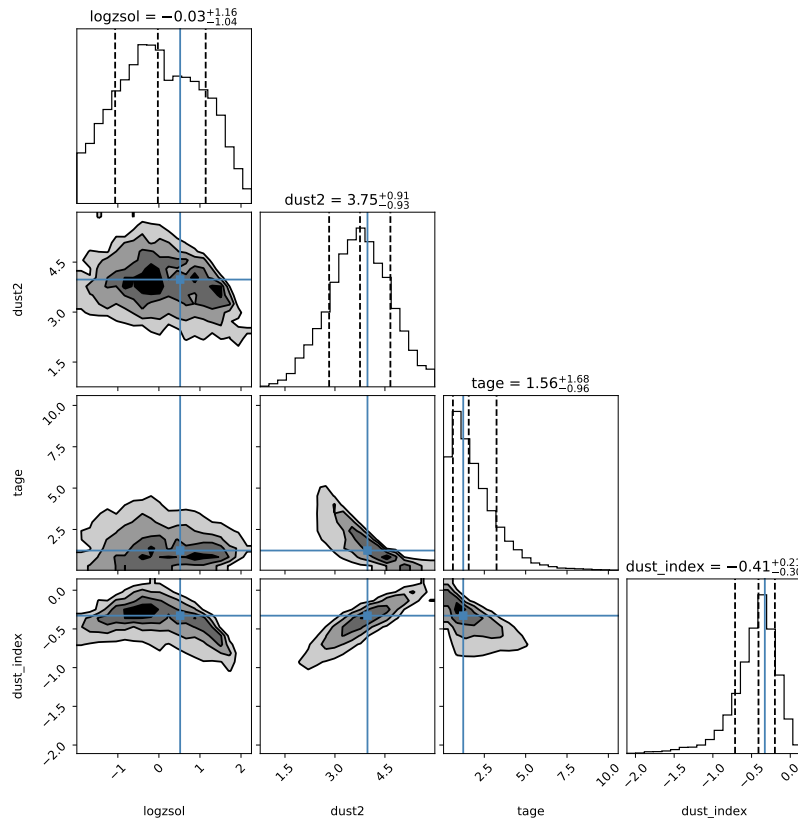 logzsol = −0.03+1.16−1.04
dust2 = 3.75+0.91−0.93
dust2
4.5
3.0
1.5
tage = 1.56+1.68−0.96
tage
10.0
7.5
5.0
2.5
dust_index = −0.41+0.2
dust_index
0.0
−0.5
−1.0
−1.5
−2.0
−1 0 1 2
1.5 3.0 4.5
2.5 5.0 7.5 10.0
−2.0 −1.5 −1.0 −0.5 0.0
logzsol dust2 tage dust_index